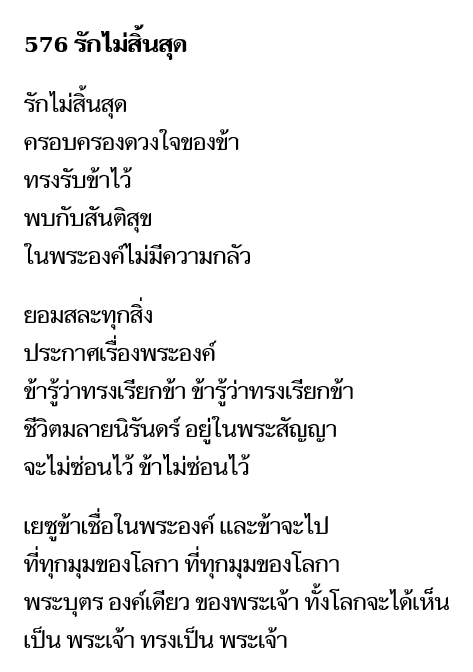 576 รักไม่สิ้นสุด
รักไม่สิ้นสุด
ครอบครองดวงใจของข้า
ทรงรับข้าไว้
พบกับสันติสุข
ในพระองค์ไม่มีความกลัว
ยอมสละทุกสิ่ง
ประกาศเรื่องพระองค์
ข้ารู้ว่าทรงเรียกข้า ข้ารู้ว่าทรงเรียกข้า
ชีวิตมลายนิรันดร์ อยู่ในพระสัญญา
จะไม่ซ่อนไว้ ข้าไม่ซ่อนไว้
เยซูข้าเชื่อในพระองค์ และข้าจะไป
ที่ทุกมุมของโลกา ที่ทุกมุมของโลกา
พระบุตร องค์เดียว ของพระเจ้า ทั้งโลกจะได้เห็น
เป็น พระเจ้า ทรงเป็น พระเจ้า